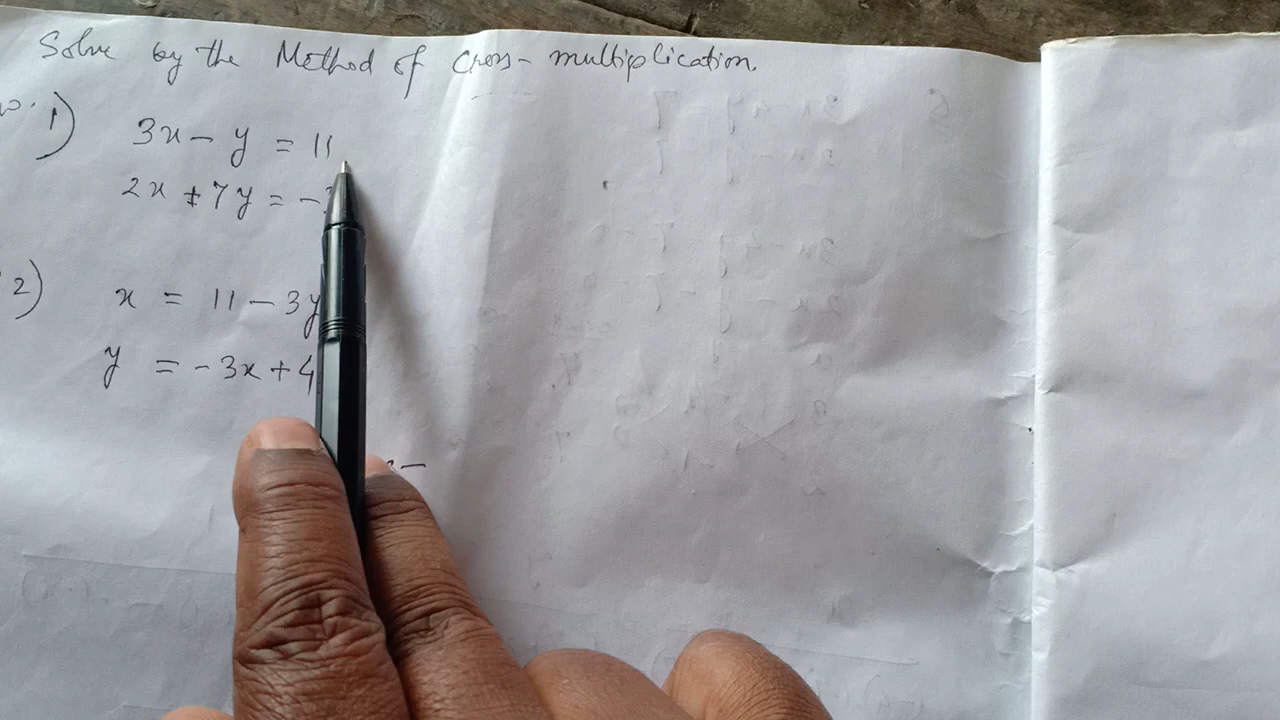 Solve by the Method of Cross-multiplication.
1) 3x - y = 11
2x + 7y = -
2) x = 11 - 3y
y = -3x + 4